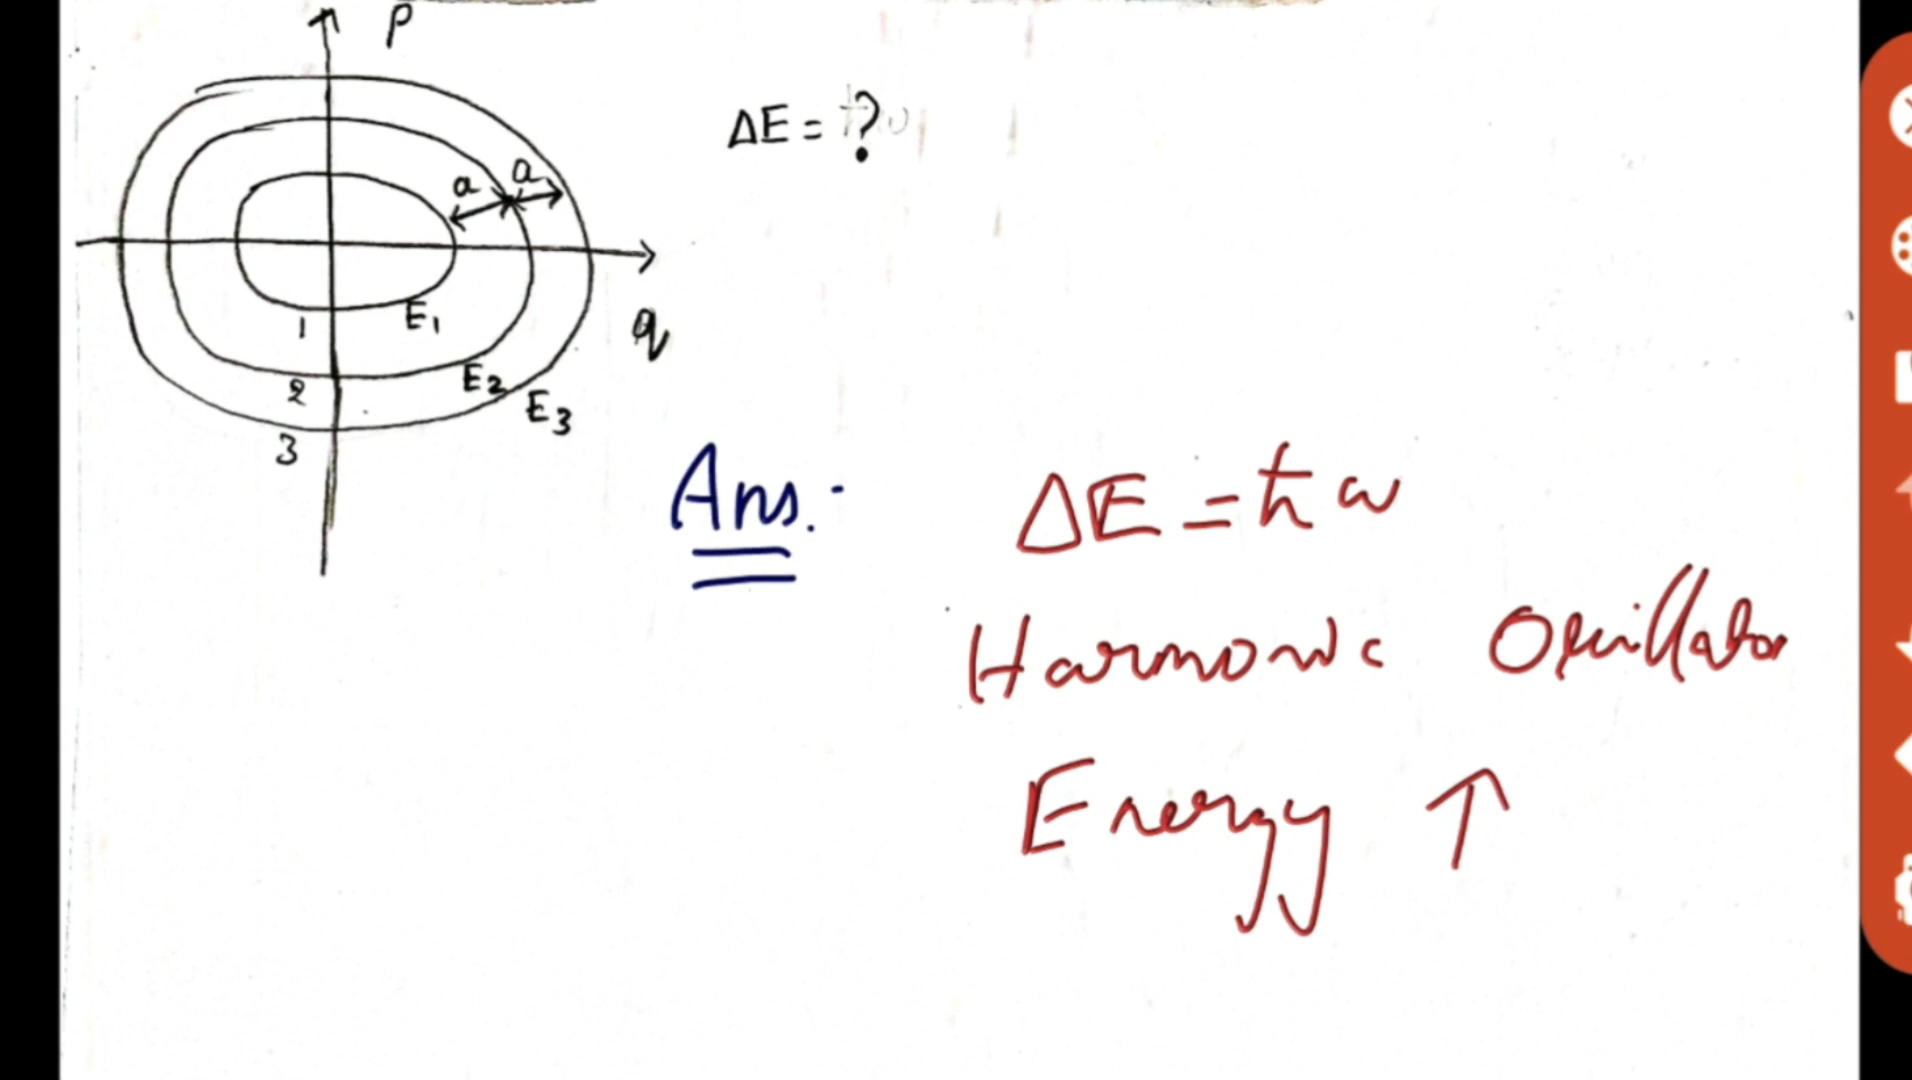 P
ΔE = ?
a a
q
1 E1
2 E2
3 E3
Ans:
ΔE = ħω
Harmonic Oscillator
Energy ↑